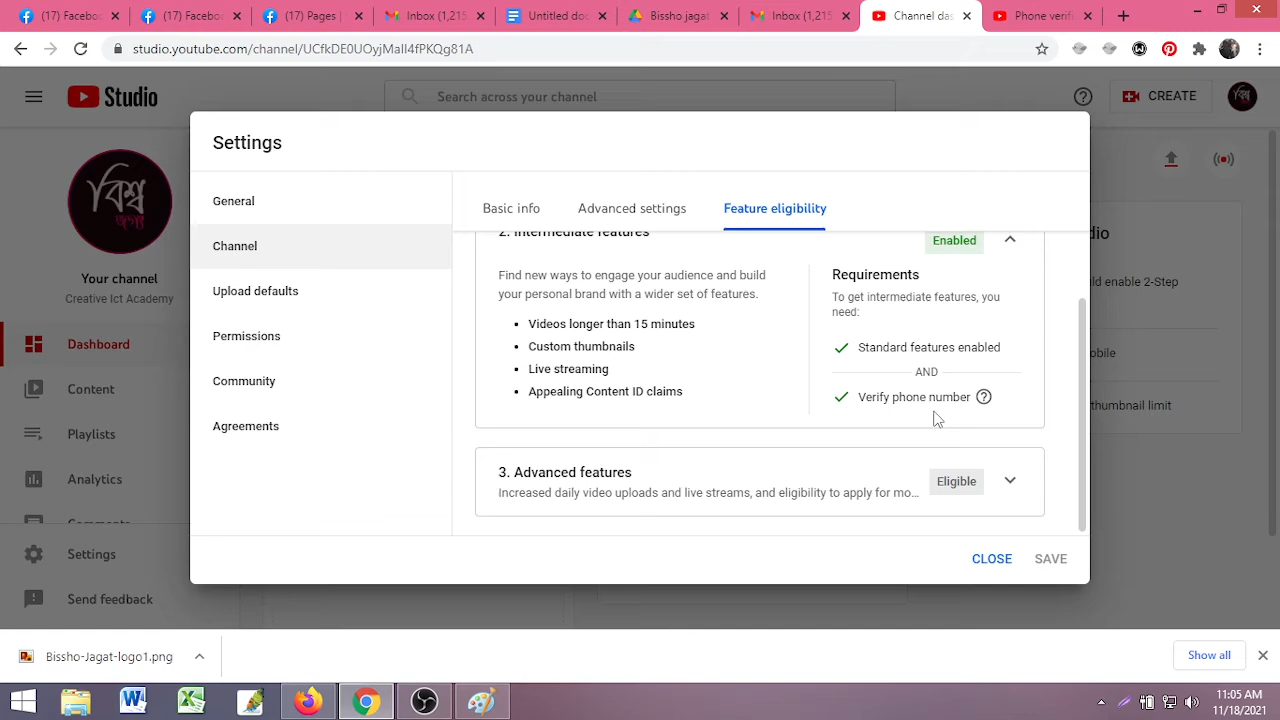 (17) Facebo
(17) Faceboc
(17) Pages
Inbox (1,215
Untitled doc
Bissho jagat
Inbox (1,215
Channel das
Phone verifi
studio.youtube.com/channel/UCfkDE0UOyjMall4fPKQg81A
Studio
Search across your channel
CREATE
বিশ্ব
বিশ্ব
জগৎ
Your channel
Creative Ict Academy
Dashboard
Content
Playlists
Analytics
Comments
Settings
Send feedback
Settings
General
Channel
Upload defaults
Permissions
Community
Agreements
Basic info
Advanced settings
Feature eligibility
2. Intermediate features
Enabled
Find new ways to engage your audience and build
your personal brand with a wider set of features.
• Videos longer than 15 minutes
• Custom thumbnails
• Live streaming
• Appealing Content ID claims
Requirements
To get intermediate features, you
need:
Standard features enabled
AND
Verify phone number
3. Advanced features
Increased daily video uploads and live streams, and eligibility to apply for mo...
Eligible
CLOSE
SAVE
dio
ld enable 2-Step
obile
thumbnail limit
Bissho-Jagat-logo1.png
Show all
11:05 AM
11/18/2021